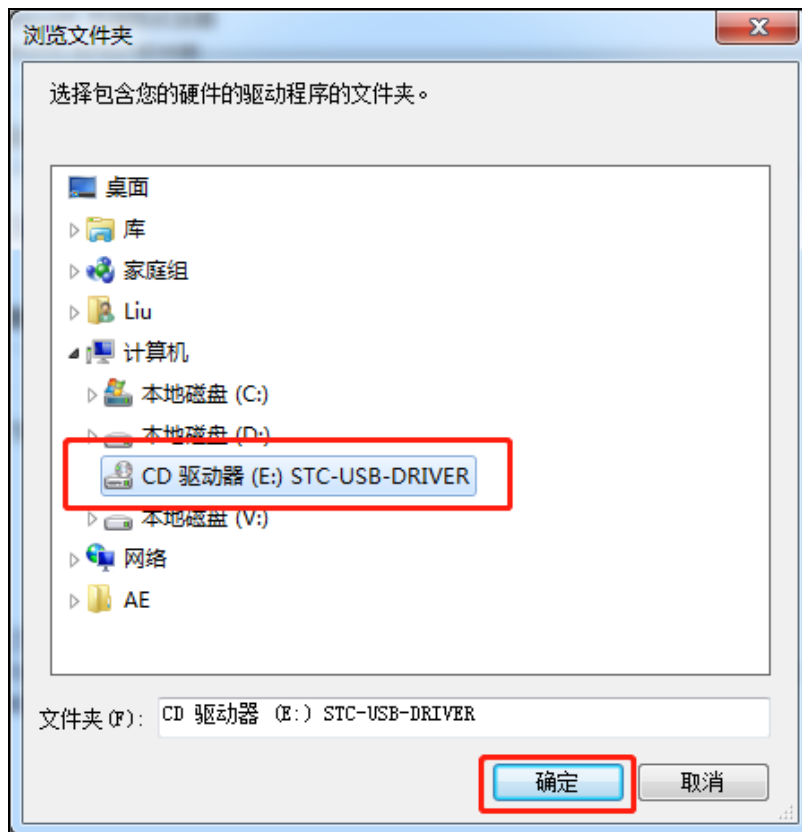 浏览文件夹
选择包含您的硬件的驱动程序的文件夹。
桌面
库
家庭组
Liu
计算机
本地磁盘 (C:)
本地磁盘 (D:)
CD 驱动器 (E:) STC-USB-DRIVER
本地磁盘 (V:)
网络
AE
文件夹(F): CD 驱动器 (E:) STC-USB-DRIVER
确定 取消